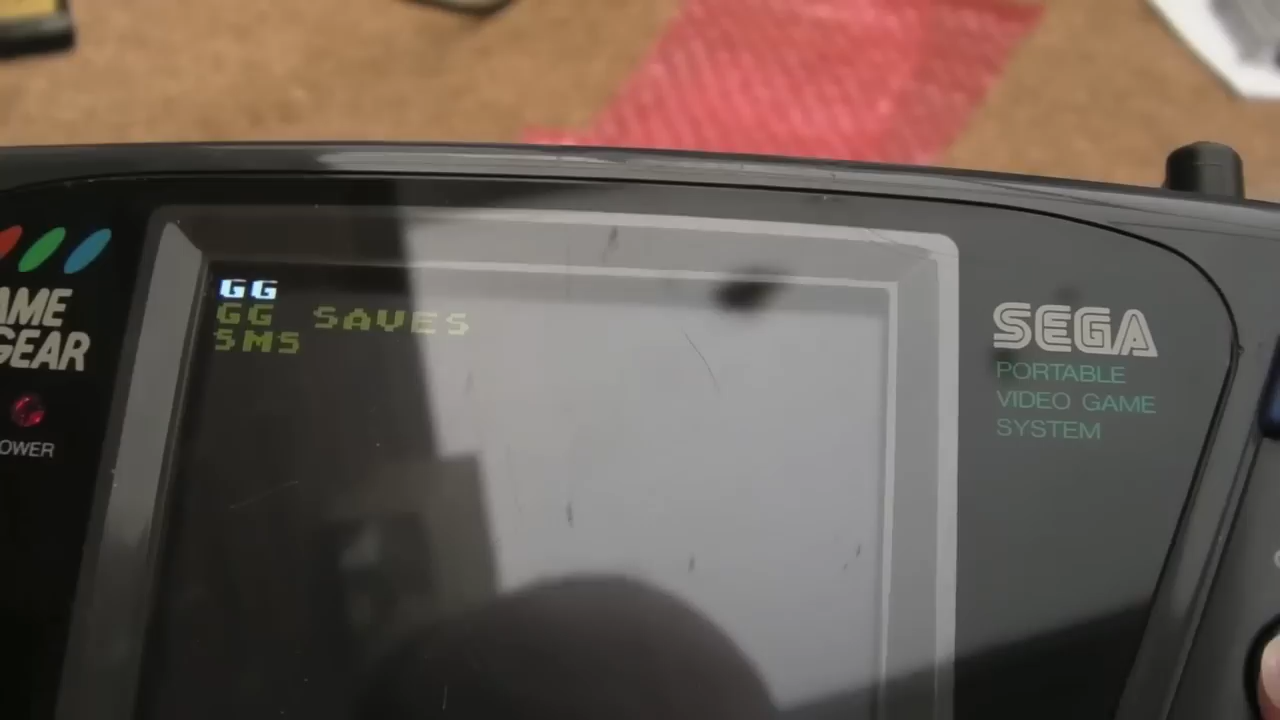 GG
GG SAVES
SMS
AME
GEAR
OWER
SEGA
PORTABLE
VIDEO GAME
SYSTEM